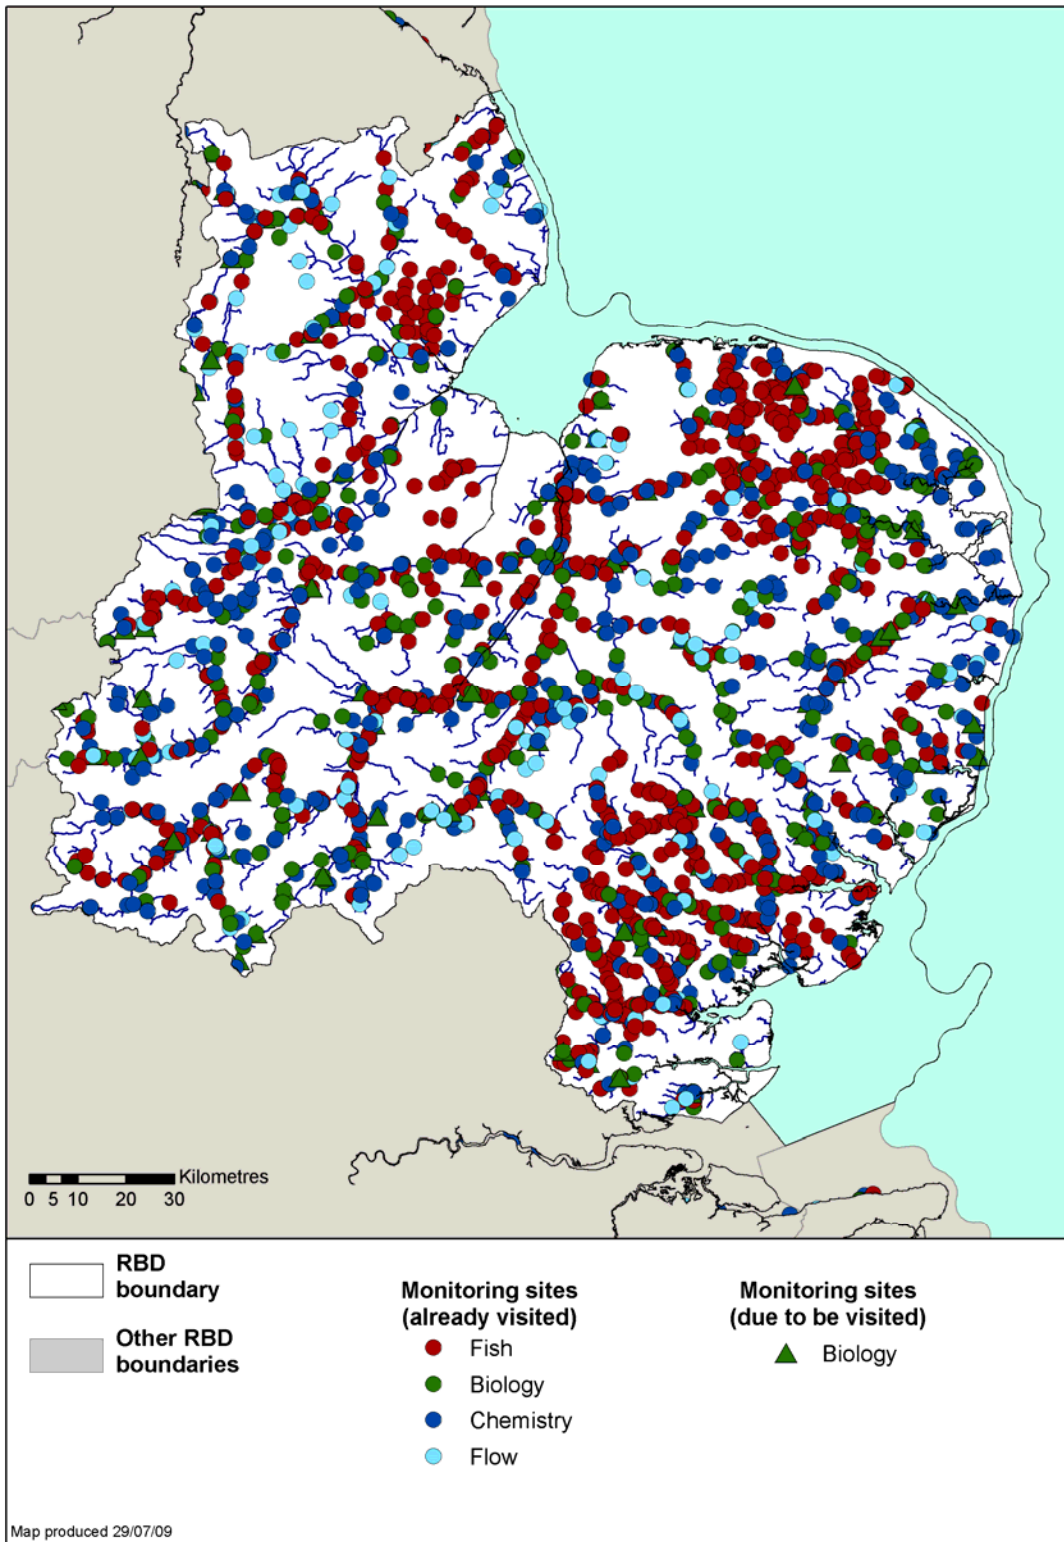 Kilometres
0 5 10 20 30
RBD
boundary
Other RBD
boundaries
Monitoring sites
(already visited)
Fish
Biology
Chemistry
Flow
Monitoring sites
(due to be visited)
Biology
Map produced 29/07/09